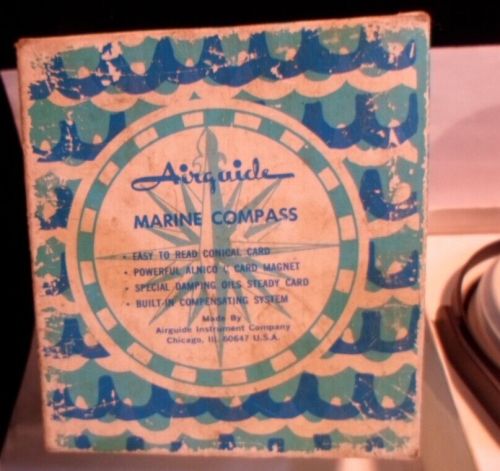 Airguide
MARINE COMPASS
• EASY TO READ CONICAL CARD
• POWERFUL ALNICO CARD MAGNET
• SPECIAL DAMPING OILS STEADY CARD
• BUILT-IN COMPENSATING SYSTEM
Made By
Airguide Instrument Company
Chicago, Ill. 60647 U.S.A.